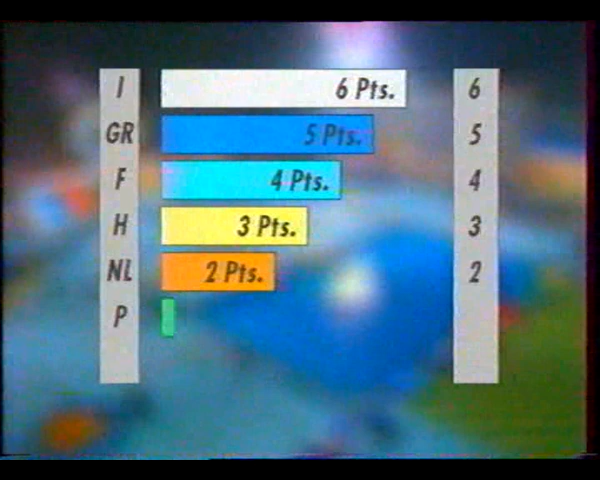 I 6 Pts. 6
GR 5 Pts. 5
F 4 Pts. 4
H 3 Pts. 3
NL 2 Pts. 2
P